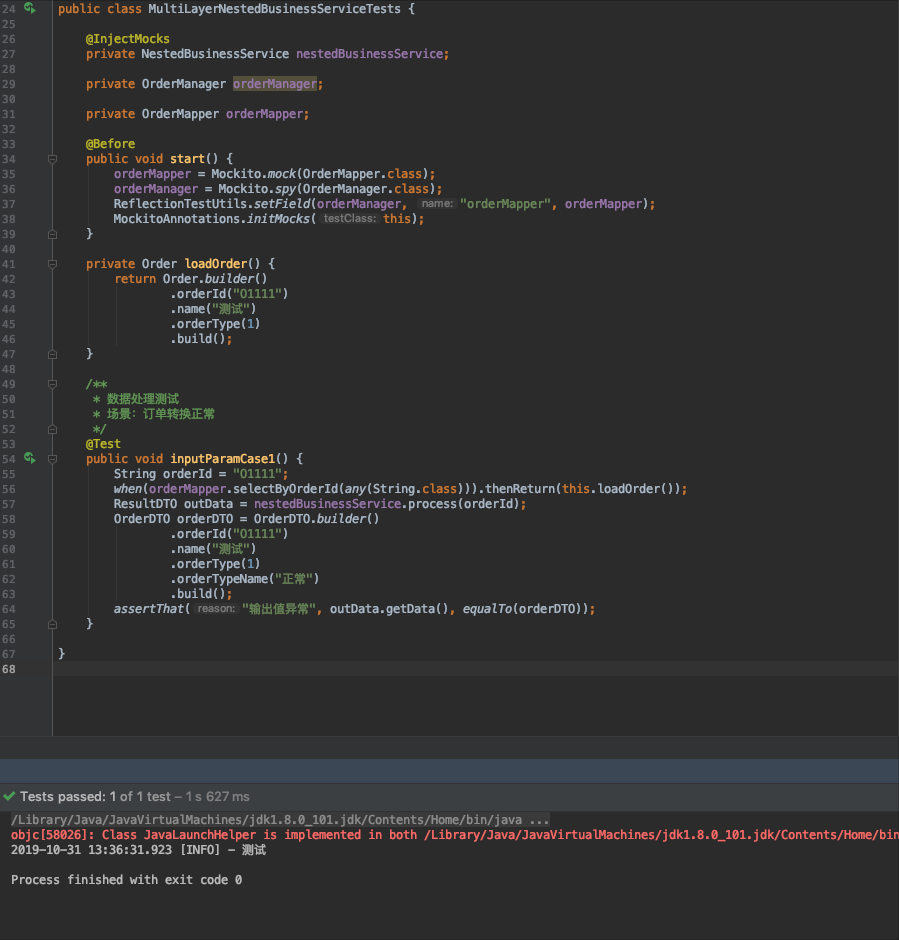 24 public class MultiLayerNestedBusinessServiceTests {
25
26 @InjectMocks
27 private NestedBusinessService nestedBusinessService;
28
29 private OrderManager orderManager;
30
31 private OrderMapper orderMapper;
32
33 @Before
34 public void start() {
35 orderMapper = Mockito.mock(OrderMapper.class);
36 orderManager = Mockito.spy(OrderManager.class);
37 ReflectionTestUtils.setField(orderManager, name: "orderMapper", orderMapper);
38 MockitoAnnotations.initMocks( testClass: this);
39 }
40
41 private Order loadOrder() {
42 return Order.builder()
43 .orderId("O1111")
44 .name("测试")
45 .orderType(1)
46 .build();
47 }
48
49 /**
50 * 数据处理测试
51 * 场景：订单转换正常
52 */
53 @Test
54 public void inputParamCase1() {
55 String orderId = "O1111";
56 when(orderMapper.selectByOrderId(any(String.class))).thenReturn(this.loadOrder());
57 ResultDTO outData = nestedBusinessService.process(orderId);
58 OrderDTO orderDTO = OrderDTO.builder()
59 .orderId("O1111")
60 .name("测试")
61 .orderType(1)
62 .orderTypeName("正常")
63 .build();
64 assertThat( reason: "输出值异常", outData.getData(), equalTo(orderDTO));
65 }
66
67 }
68
Tests passed: 1 of 1 test – 1 s 627 ms
/Library/Java/JavaVirtualMachines/jdk1.8.0_101.jdk/Contents/Home/bin/java ...
objc[58026]: Class JavaLaunchHelper is implemented in both /Library/Java/JavaVirtualMachines/jdk1.8.0_101.jdk/Contents/Home/bin
2019-10-31 13:36:31.923 [INFO] - 测试
Process finished with exit code 0